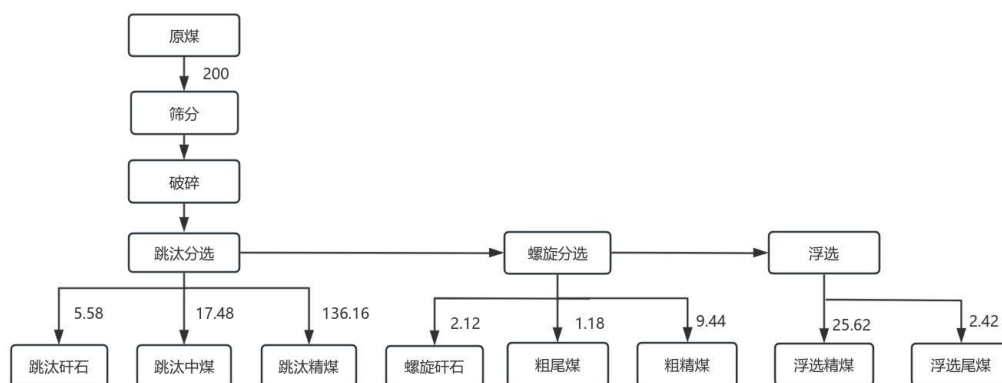 原煤
200
筛分
破碎
跳汰分选
螺旋分选
浮选
5.58
17.48
136.16
2.12
1.18
9.44
25.62
2.42
跳汰矸石
跳汰中煤
跳汰精煤
螺旋矸石
粗尾煤
粗精煤
浮选精煤
浮选尾煤